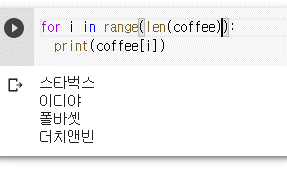 for i in range(len(coffee)):
print(coffee[i])
스타벅스
이디야
폴바셋
더치앤빈